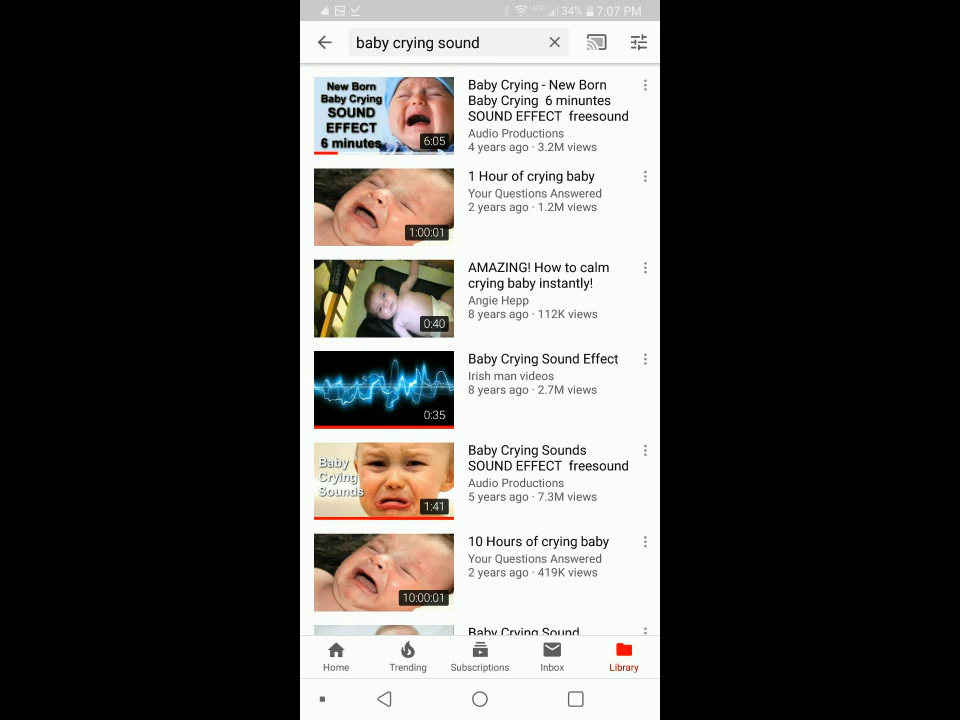 34% 7:07 PM
baby crying sound
New Born
Baby Crying
SOUND
EFFECT
6 minutes
6:05
Baby Crying - New Born
Baby Crying 6 minuntes
SOUND EFFECT freesound
Audio Productions
4 years ago · 3.2M views
1:00:01
1 Hour of crying baby
Your Questions Answered
2 years ago · 1.2M views
0:40
AMAZING! How to calm
crying baby instantly!
Angie Hepp
8 years ago · 112K views
0:35
Baby Crying Sound Effect
Irish man videos
8 years ago · 2.7M views
Baby
Crying
Sounds
1:41
Baby Crying Sounds
SOUND EFFECT freesound
Audio Productions
5 years ago · 7.3M views
10:00:01
10 Hours of crying baby
Your Questions Answered
2 years ago · 419K views
Baby Crying Sound
Home
Trending
Subscriptions
Inbox
Library